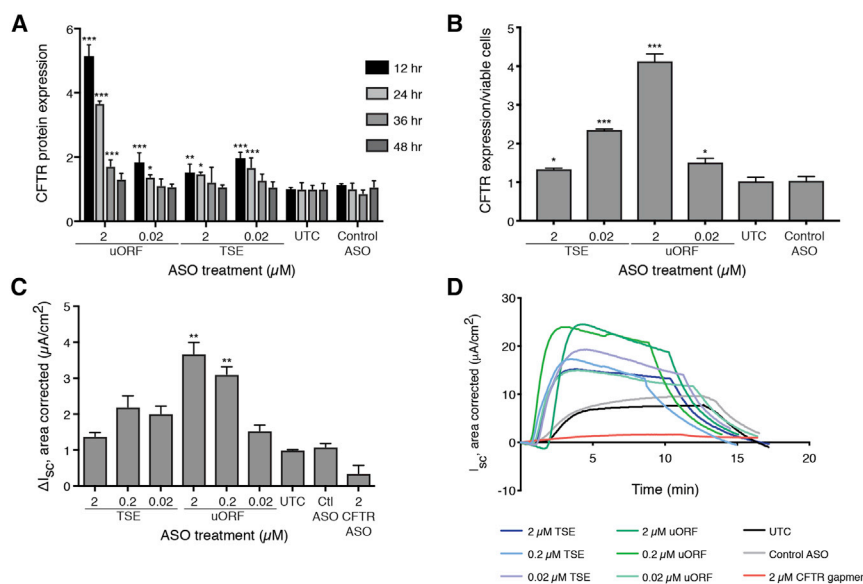 A
CFTR protein expression
6
4
2
0
*** *** *** *** * ** * *** ***
12 hr
24 hr
36 hr
48 hr
2 0.02 2 0.02 UTC Control ASO
uORF TSE
ASO treatment (µM)
B
CFTR expression/viable cells
5
4
3
2
1
0
* *** *** *
2 0.02 2 0.02 UTC Control ASO
TSE uORF
ASO treatment (µM)
C
ΔIsc, area corrected (µA/cm²)
5
4
3
2
1
0
** **
2 0.2 0.02 2 0.2 0.02 UTC Ctl ASO 2 CFTR ASO
TSE uORF
ASO treatment (µM)
D
Isc, area corrected (µA/cm²)
30
20
10
0
-10
5 10 15 20
Time (min)
2 µM TSE
0.2 µM TSE
0.02 µM TSE
2 µM uORF
0.2 µM uORF
0.02 µM uORF
UTC
Control ASO
2 µM CFTR gapmer